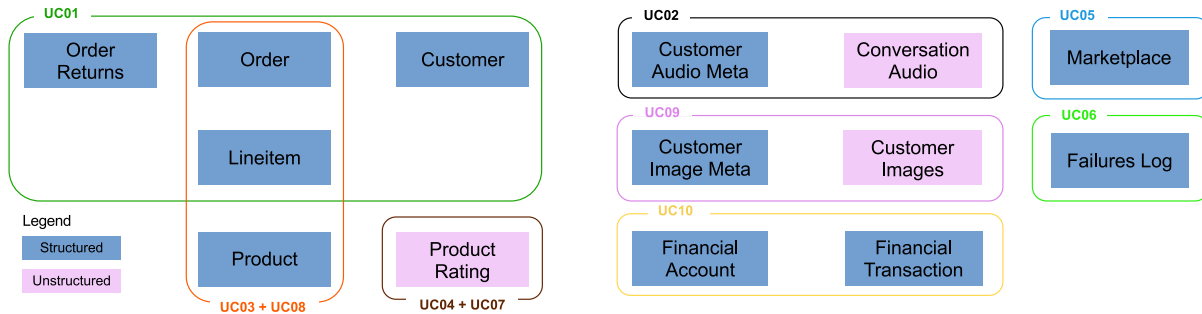 UC01
Order
Returns
Order
Customer
Lineitem
Legend
Structured
Unstructured
Product
UC03 + UC08
Product
Rating
UC04 + UC07
UC02
Customer
Audio Meta
Conversation
Audio
UC09
Customer
Image Meta
Customer
Images
UC10
Financial
Account
Financial
Transaction
UC05
Marketplace
UC06
Failures Log